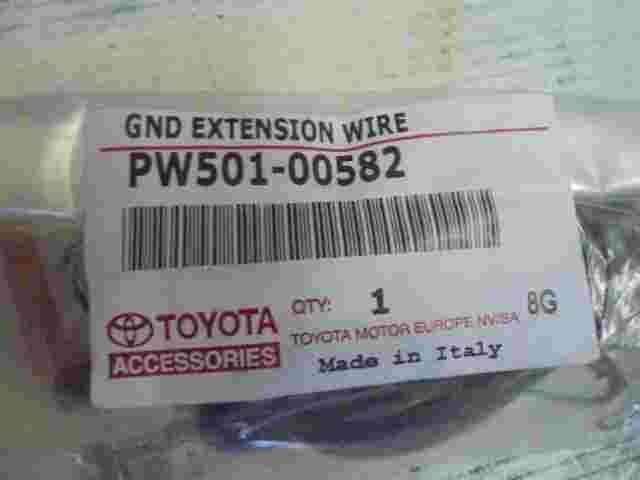 GND EXTENSION WIRE
PW501-00582
TOYOTA
ACCESSORIES
QTY: 1
8G
TOYOTA MOTOR EUROPE NV/SA
Made in Italy